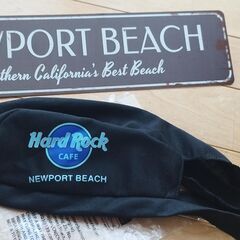 WPORT BEACH
thern California's Best Beach
Hard Rock
CAFE
NEWPORT BEACH